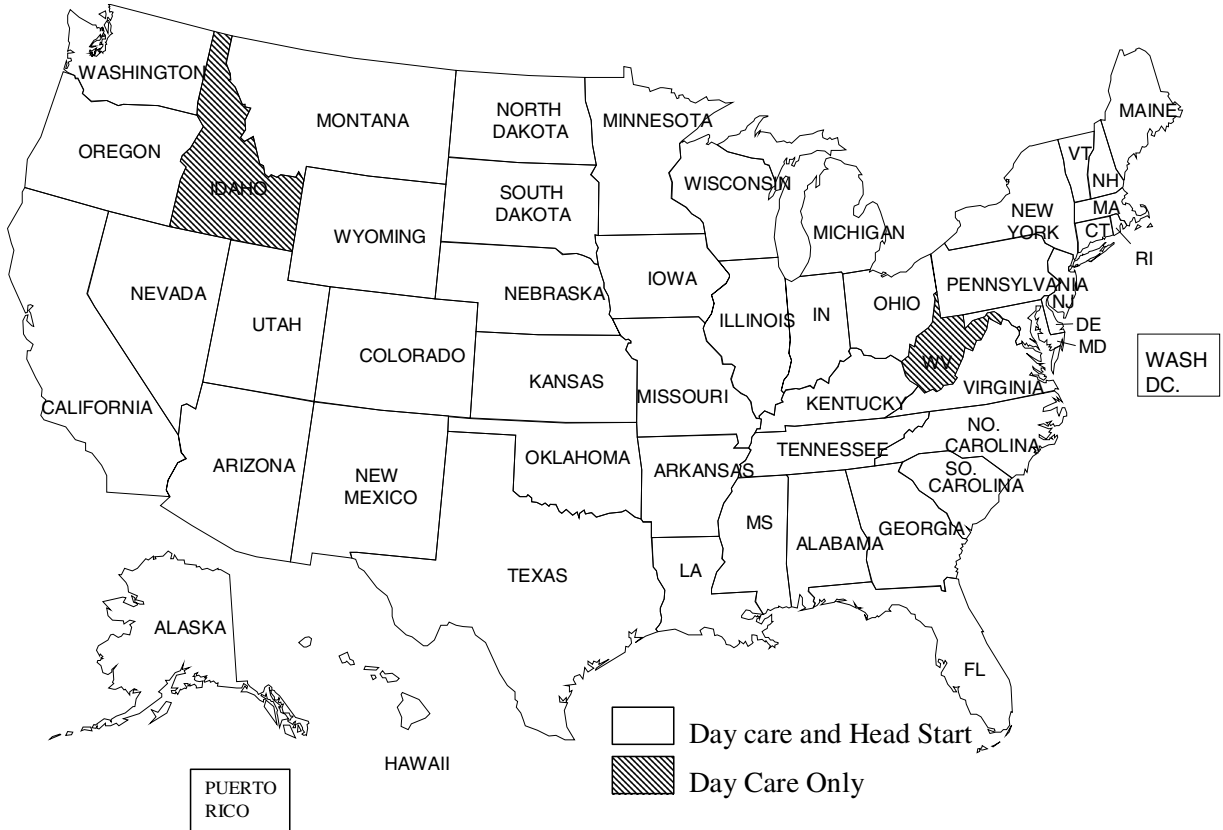 WASHINGTON
MONTANA
NORTH
DAKOTA
MINNESOTA
MAINE
OREGON
IDAHO
SOUTH
DAKOTA
WISCONSIN
VT
NH
WYOMING
MICHIGAN
NEW
YORK
MA
CT
RI
NEVADA
NEBRASKA
IOWA
PENNSYLVANIA
NJ
UTAH
COLORADO
ILLINOIS
IN
OHIO
DE
MD
WASH
DC.
CALIFORNIA
KANSAS
MISSOURI
WV
KENTUCKY
VIRGINIA
ARIZONA
NEW
MEXICO
OKLAHOMA
ARKANSAS
TENNESSEE
NO.
CAROLINA
SO.
CAROLINA
TEXAS
LA
MS
ALABAMA
GEORGIA
ALASKA
FL
HAWAII
PUERTO
RICO
Day care and Head Start
Day Care Only